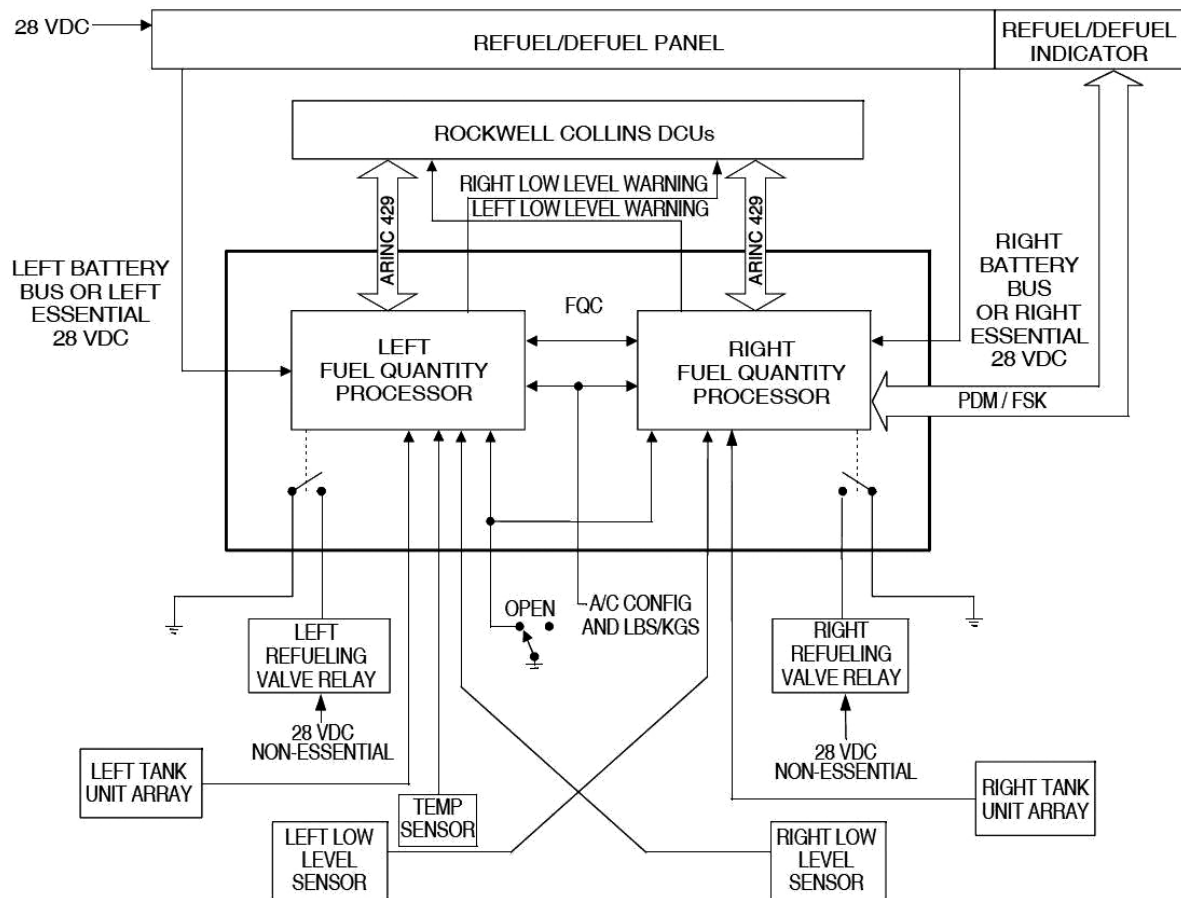 28 VDC
REFUEL/DEFUEL PANEL
REFUEL/DEFUEL
INDICATOR
ROCKWELL COLLINS DCUs
RIGHT LOW LEVEL WARNING
LEFT LOW LEVEL WARNING
ARINC 429
ARINC 429
LEFT BATTERY
BUS OR LEFT
ESSENTIAL
28 VDC
RIGHT
BATTERY
BUS
OR RIGHT
ESSENTIAL
28 VDC
FQC
LEFT
FUEL QUANTITY
PROCESSOR
RIGHT
FUEL QUANTITY
PROCESSOR
PDM / FSK
OPEN
A/C CONFIG
AND LBS/KGS
LEFT
REFUELING
VALVE RELAY
RIGHT
REFUELING
VALVE RELAY
28 VDC
NON-ESSENTIAL
28 VDC
NON-ESSENTIAL
LEFT TANK
UNIT ARRAY
TEMP
SENSOR
RIGHT TANK
UNIT ARRAY
LEFT LOW
LEVEL
SENSOR
RIGHT LOW
LEVEL
SENSOR